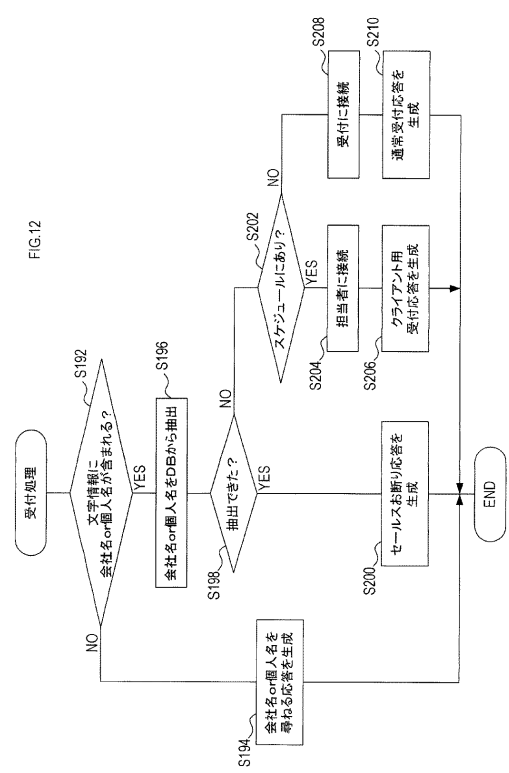 FIG.12
受付処理
S192
文字情報に
会社名or個人名が含まれる?
NO
YES
S194
会社名or個人名を
尋ねる応答を生成
S196
会社名or個人名をDBから抽出
S198
抽出できた?
NO
YES
S200
セールスお断り応答を
生成
S202
スケジュールにあり?
NO
YES
S204
担当者に接続
S206
クライアント用
受付応答を生成
S208
受付に接続
S210
通常受付応答を
生成
END